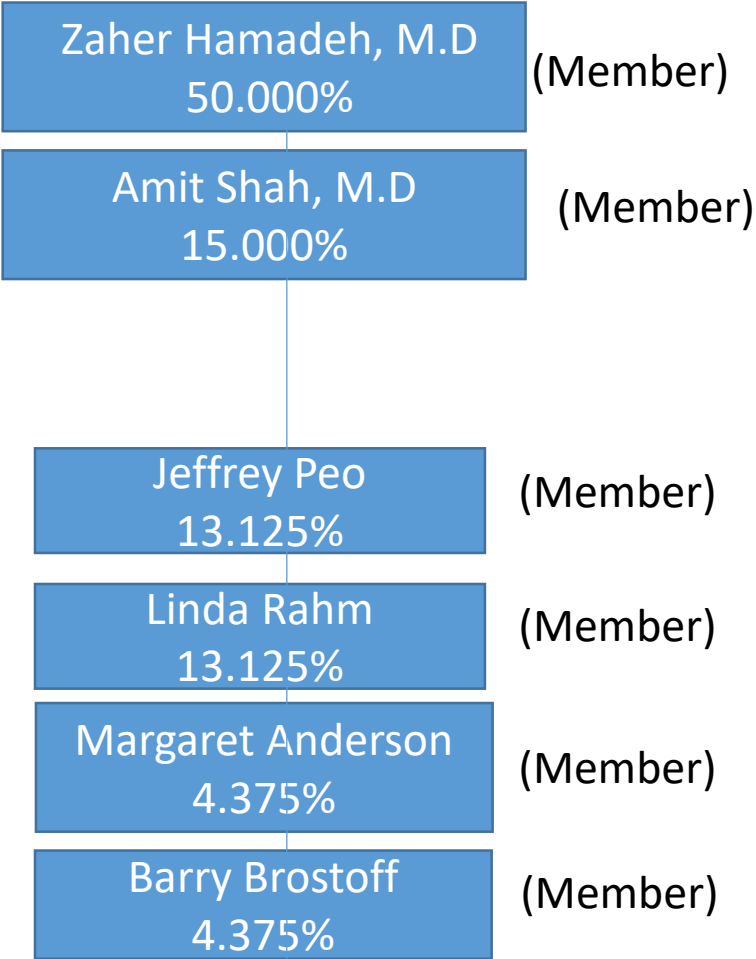 Zaher Hamadeh, M.D
50.000%
(Member)
Amit Shah, M.D
15.000%
(Member)
Jeffrey Peo
13.125%
(Member)
Linda Rahm
13.125%
(Member)
Margaret Anderson
4.375%
(Member)
Barry Brostoff
4.375%
(Member)